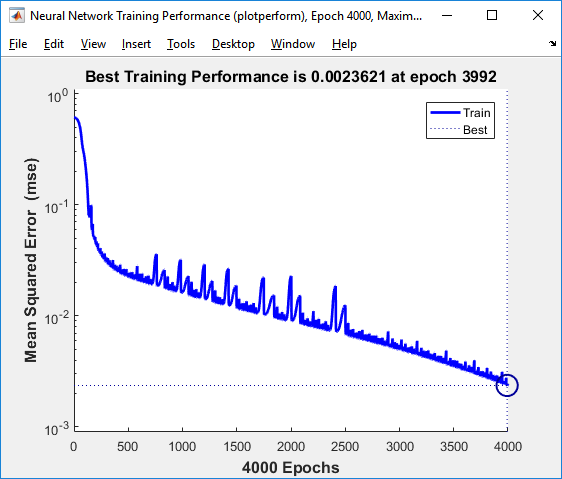 Neural Network Training Performance (plotperform), Epoch 4000, Maxim...
File Edit View Insert Tools Desktop Window Help
Best Training Performance is 0.0023621 at epoch 3992
Train
Best
Mean Squared Error (mse)
10^0
10^-1
10^-2
10^-3
0 500 1000 1500 2000 2500 3000 3500 4000
4000 Epochs